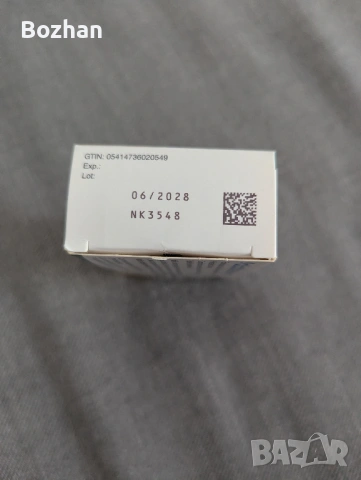 Bozhan
GTIN: 05414736020549
Exp.:
Lot:
06/2028
NK3548
BAZAR